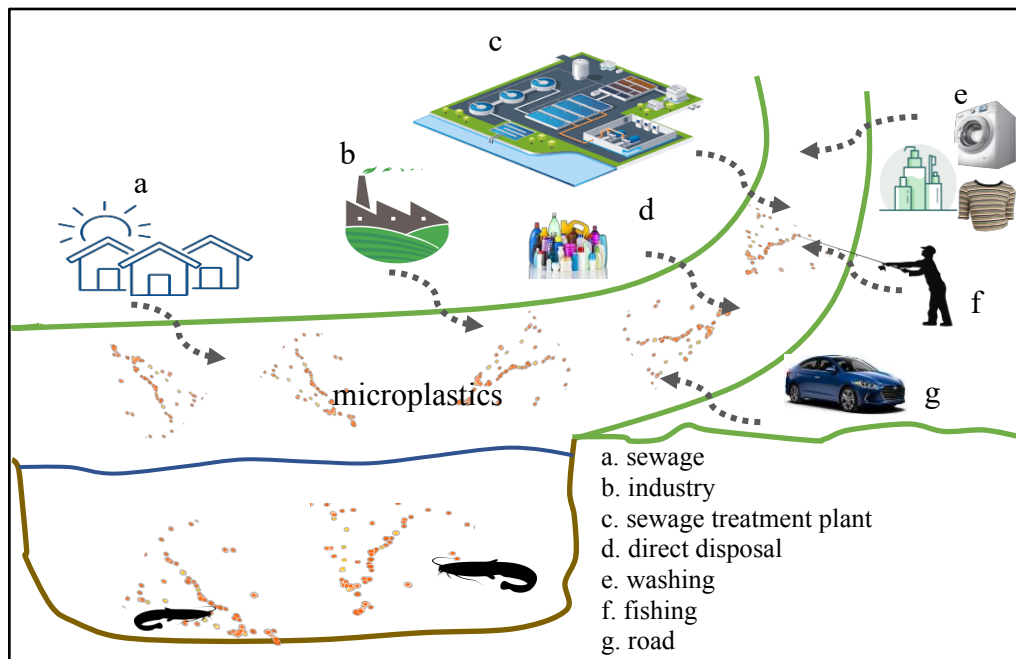 c
e
b
a
d
f
microplastics
g
a. sewage
b. industry
c. sewage treatment plant
d. direct disposal
e. washing
f. fishing
g. road